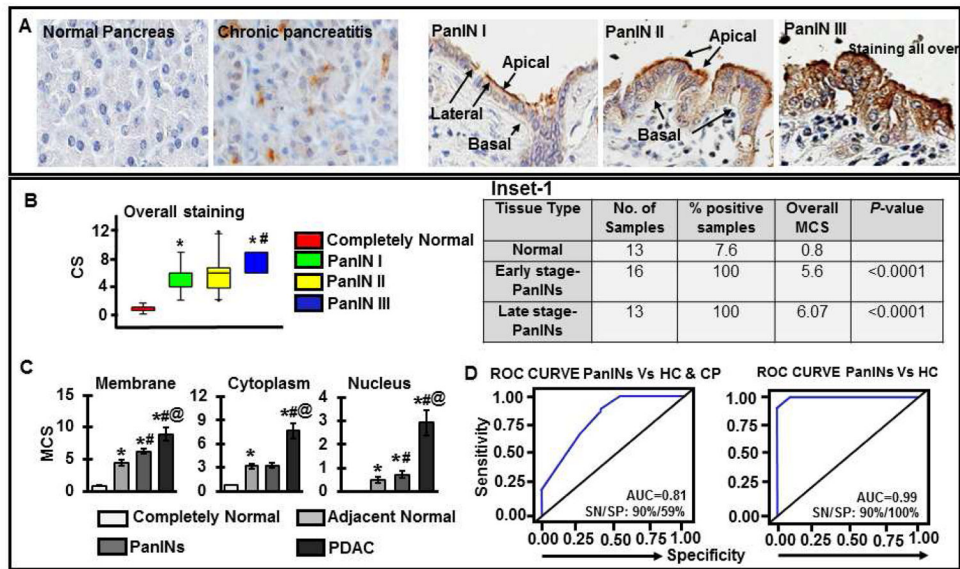 A
Normal Pancreas
Chronic pancreatitis
PanIN I
Apical
Lateral
Basal
PanIN II
Apical
Basal
PanIN III
Staining all over
B
Overall staining
CS
12
8
4
0
*
*
* #
Completely Normal
PanIN I
PanIN II
PanIN III
Inset-1
Tissue Type No. of Samples % positive samples Overall MCS P-value
Normal 13 7.6 0.8
Early stage-PanINs 16 100 5.6 <0.0001
Late stage-PanINs 13 100 6.07 <0.0001
C
MCS
Membrane
15
10
5
0
*
*#
*#@
Cytoplasm
12
9
6
3
0
*
*#@
Nucleus
4
3
2
1
0
*
*#
*#@
Completely Normal
Adjacent Normal
PanINs
PDAC
D
ROC CURVE PanINs Vs HC & CP
Sensitivity
1.00
0.75
0.50
0.25
0.00
AUC=0.81
SN/SP: 90%/59%
0.00 0.25 0.50 0.75 1.00
ROC CURVE PanINs Vs HC
1.00
0.75
0.50
0.25
0.00
AUC=0.99
SN/SP: 90%/100%
0.00 0.25 0.50 0.75 1.00
Specificity